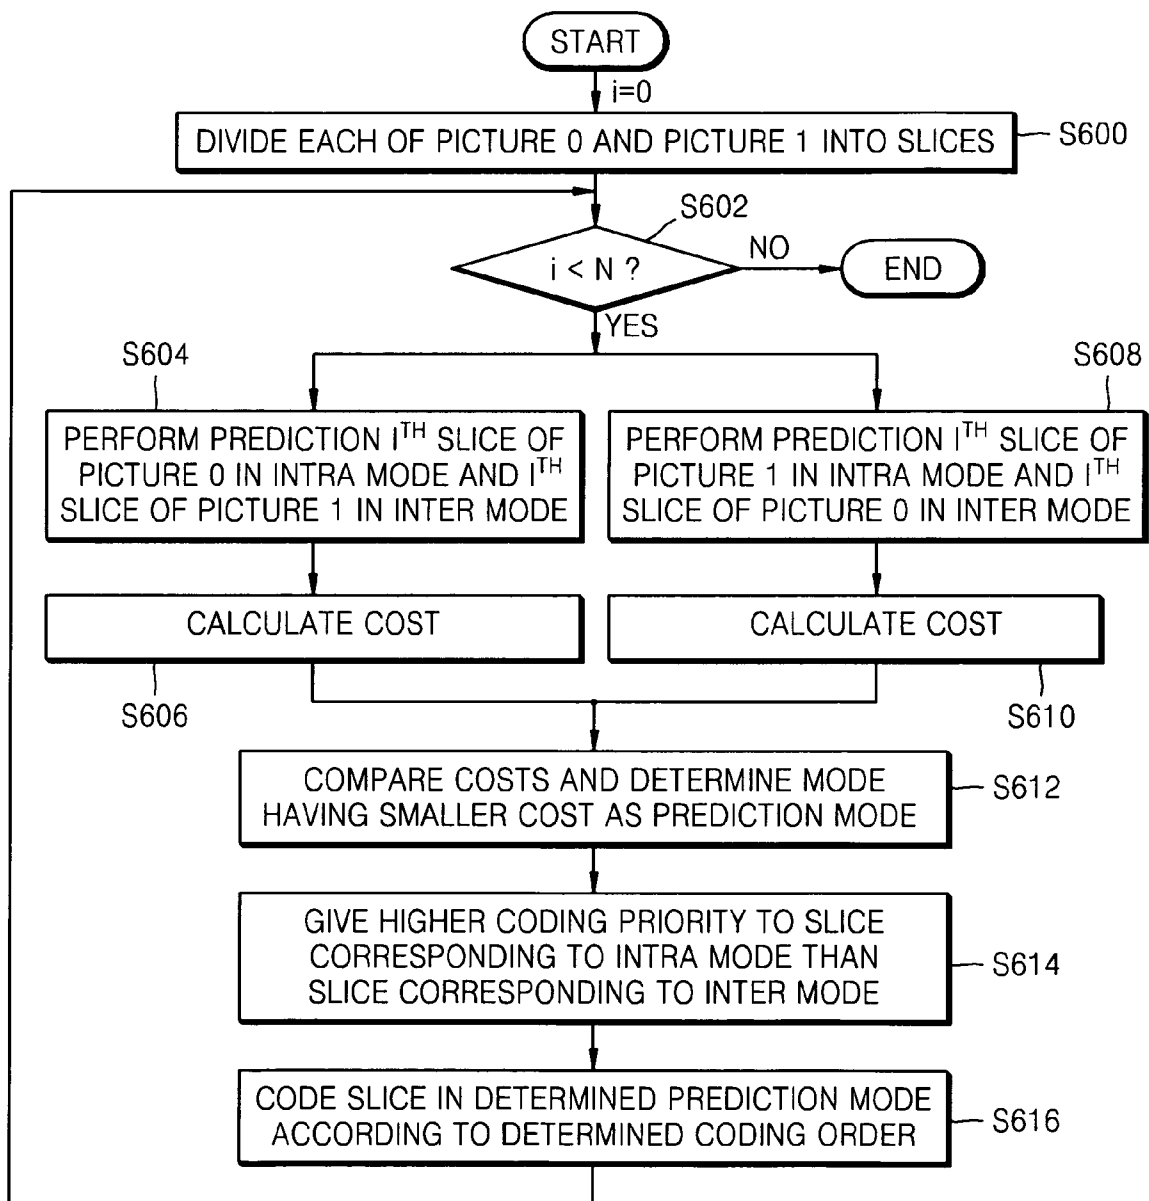 START
i=0
DIVIDE EACH OF PICTURE 0 AND PICTURE 1 INTO SLICES
S600
S602
i < N ?
NO
END
YES
S604
PERFORM PREDICTION I^TH SLICE OF
PICTURE 0 IN INTRA MODE AND I^TH
SLICE OF PICTURE 1 IN INTER MODE
S608
PERFORM PREDICTION I^TH SLICE OF
PICTURE 1 IN INTRA MODE AND I^TH
SLICE OF PICTURE 0 IN INTER MODE
CALCULATE COST
S606
CALCULATE COST
S610
COMPARE COSTS AND DETERMINE MODE
HAVING SMALLER COST AS PREDICTION MODE
S612
GIVE HIGHER CODING PRIORITY TO SLICE
CORRESPONDING TO INTRA MODE THAN
SLICE CORRESPONDING TO INTER MODE
S614
CODE SLICE IN DETERMINED PREDICTION MODE
ACCORDING TO DETERMINED CODING ORDER
S616